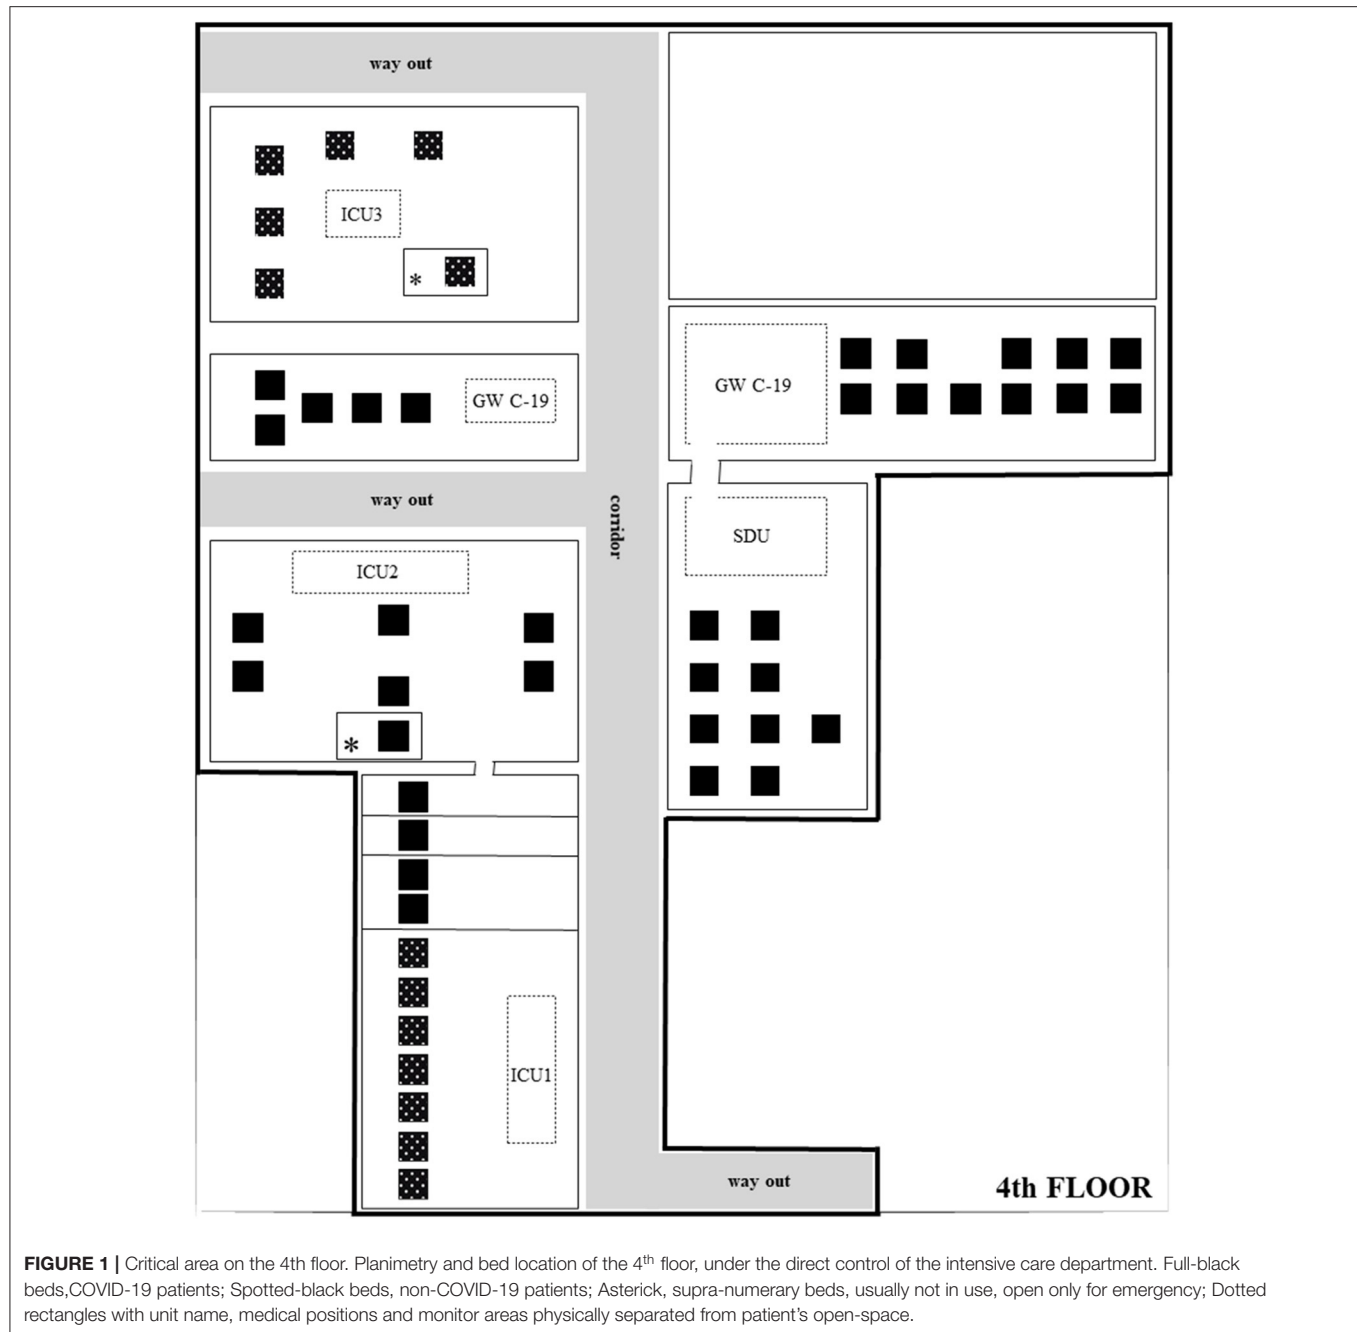 way out
ICU3
*
GW C-19
GW C-19
way out
corridor
ICU2
SDU
*
ICU1
way out
4th FLOOR
FIGURE 1 | Critical area on the 4th floor. Planimetry and bed location of the 4th floor, under the direct control of the intensive care department. Full-black
beds,COVID-19 patients; Spotted-black beds, non-COVID-19 patients; Asterick, supra-numerary beds, usually not in use, open only for emergency; Dotted
rectangles with unit name, medical positions and monitor areas physically separated from patient's open-space.